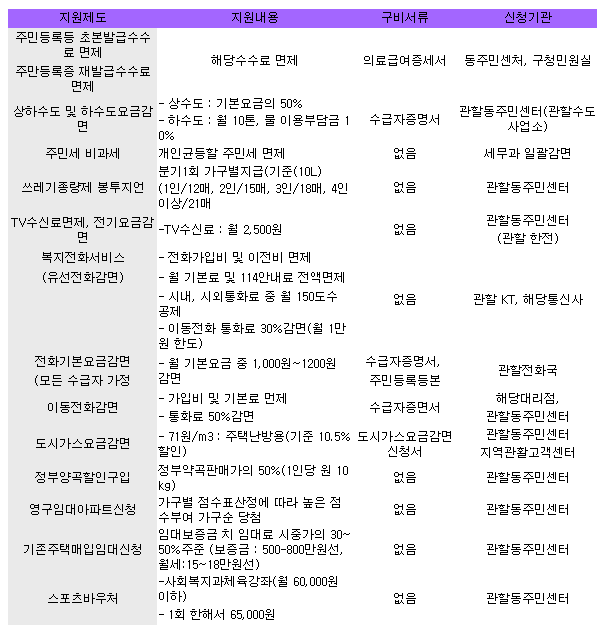 지원제도 지원내용 구비서류 신청기관
주민등록등 초본발급수수
료 면제
주만등록증 재발급수수료
면제
해당수수료 면제
의료급여증세서
동주민센처, 구청민원실
상하수도 및 하수도요금감
면
- 상수도 : 기본요금의 50%
- 하수도 : 월 10톤, 물 이용부담금 1
0%
수급자증명서
관할동주민센터(관할수도
사업소)
주민세 비과세
개인균등할 주민세 면제
없음
세무과 일괄감면
쓰레기종량제 봉투지언
분기1회 가구별지급(기준(10L)
(1인/12매, 2인/15매, 3인/18매, 4인
이상/21매
없음
관할동주민센터
TV수신료면제, 전기요금감
면
-TV수신료 : 월 2,500원
없음
관할동주민센터
(관할 한전)
복지전화서비스
(유선전화감면)
- 전화가입비 및 이전비 면제
- 월 기본료 및 114안내료 전액면제
- 시내, 시외통화료 중 월 150도수
공제
- 이동전화 통화료 30%감면(월 1만
원 한도)
없음
관할 KT, 해당통신사
전화기본요금감면
(모든 수급자 가정
- 월 기본요금 중 1,000원~1200원
감면
수급자증명서,
주민등록등본
관할전화국
이동전화감면
- 가입비 및 기본료 면제
- 통화료 50%감면
수급자증명서
해당대리점,
관할동주민센터
도시가스요금감면
- 71원/m3 : 주택난방용(기준 10.5%
할인)
도시가스요금감면
신청서
관할동주민센터
지역관할고객센터
정부양곡할인구입
정부양곡판매가의 50%(1인당 원 10
kg)
없음
관할동주민센터
영구임대아파트신청
가구별 점수표산정에 따라 높은 점
수부여 가구순 당첨
없음
관할동주민센터
기존주택매입임대신청
임대보증금 치 임대료 시중가의 30~
50%주준 (보증금 : 500-800만원선,
월세:15~18만원선)
없음
관할동주민센터
스포츠바우처
-사회복지과체육강좌(월 60,000원
이하)
- 1회 한해서 65,000원
없음
관할동주민센터